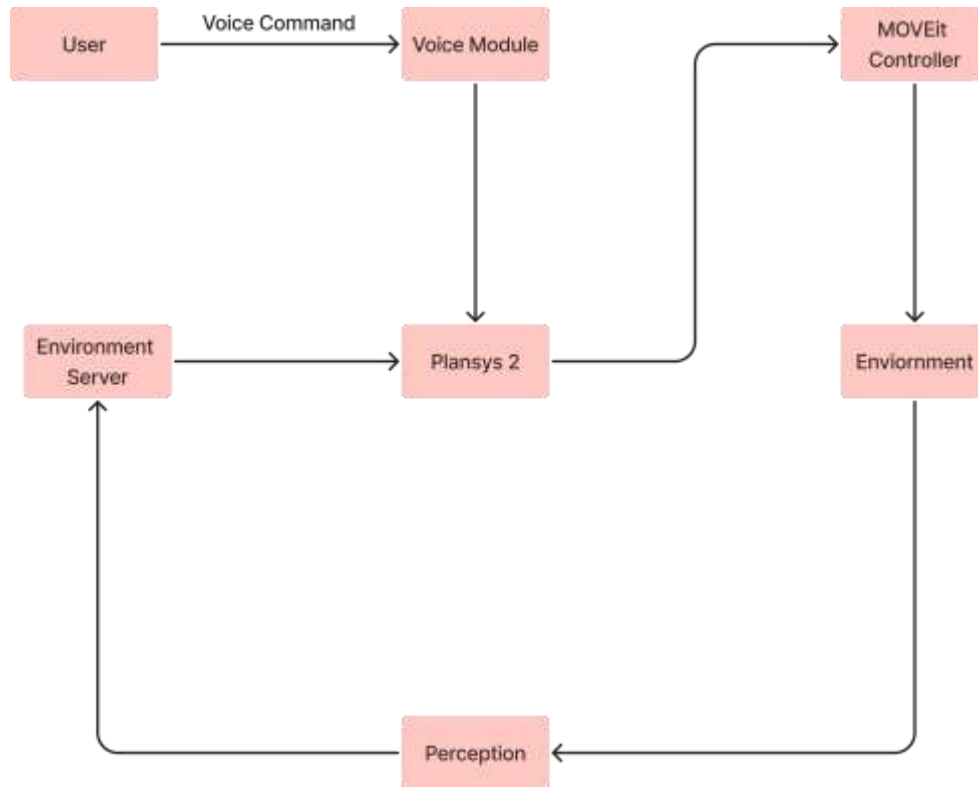 User
Voice Command
Voice Module
MOVEit
Controller
Environment
Server
Plansys 2
Enviornment
Perception